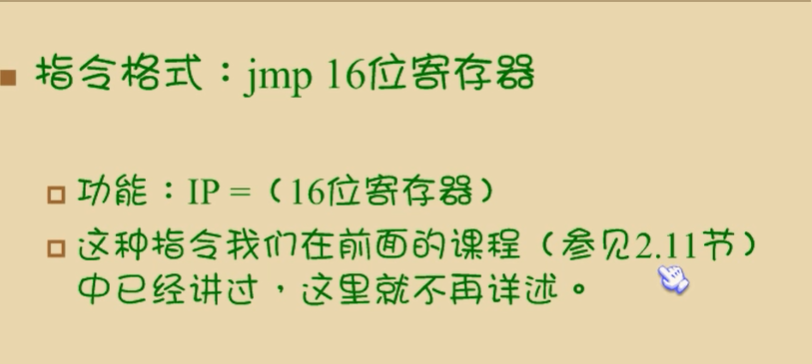 指令格式：jmp 16位寄存器
功能：IP =（16位寄存器）
这种指令我们在前面的课程（参见2.11节）
中已经讲过，这里就不再详述。